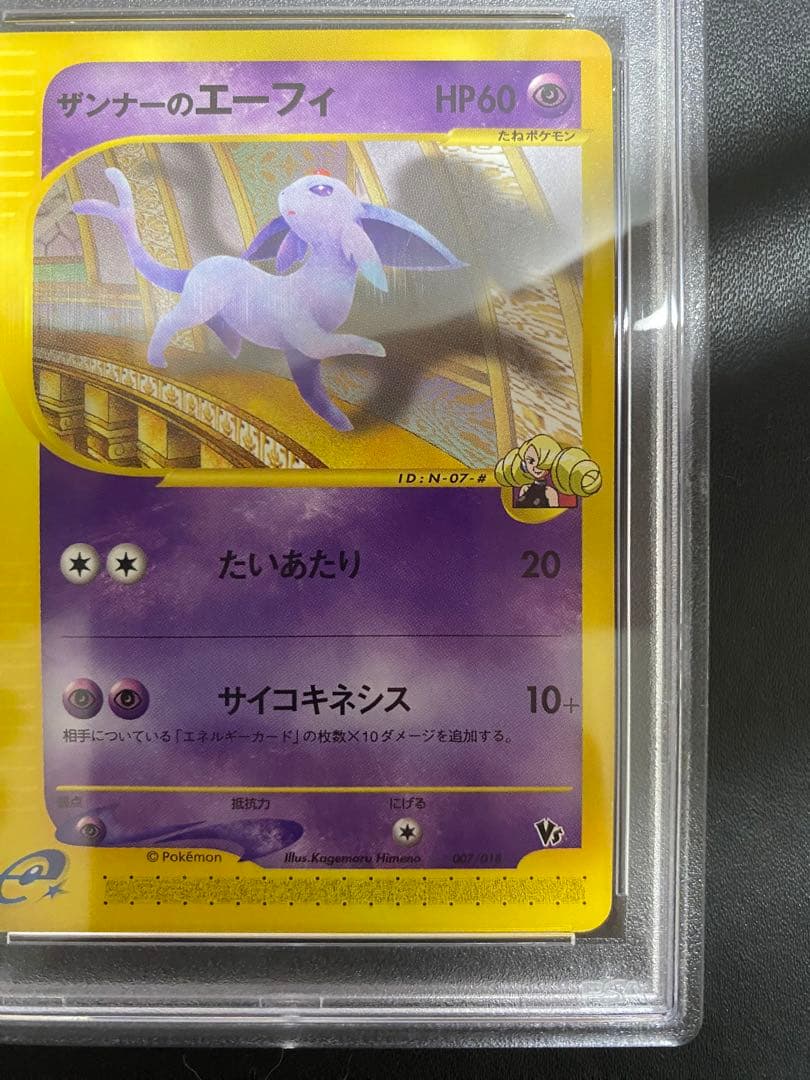 ザンナーのエーフィ HP60
たねポケモン
ID:N-07-#
たいあたり 20
サイコキネシス 10+
相手についている「エネルギーカード」の枚数×10ダメージを追加する。
弱点 抵抗力 にげる
Vs
© Pokémon Illus.Kagemaru Himeno 007/018
e